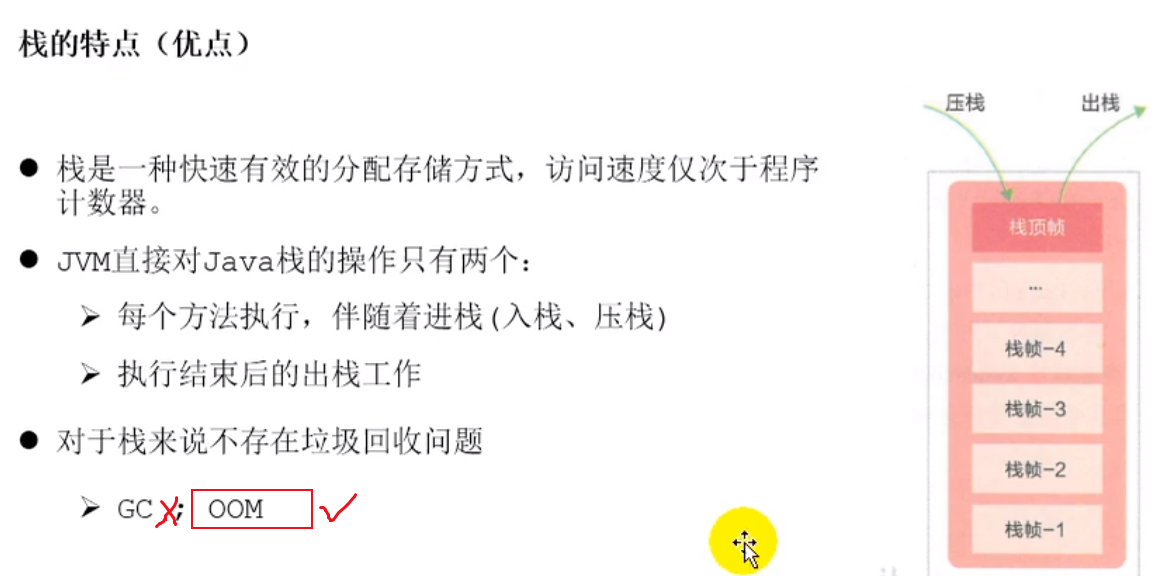 栈的特点（优点）
压栈
出栈
● 栈是一种快速有效的分配存储方式，访问速度仅次于程序
计数器。
● JVM直接对Java栈的操作只有两个：
➢ 每个方法执行，伴随着进栈(入栈、压栈)
➢ 执行结束后的出栈工作
● 对于栈来说不存在垃圾回收问题
➢ GC ; OOM
栈顶帧
...
栈帧-4
栈帧-3
栈帧-2
栈帧-1